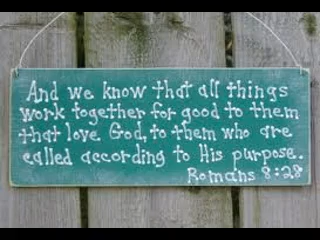 And we know that all things
work together for good to them
that love God, to them who are
called according to His purpose.
Romans 8:28